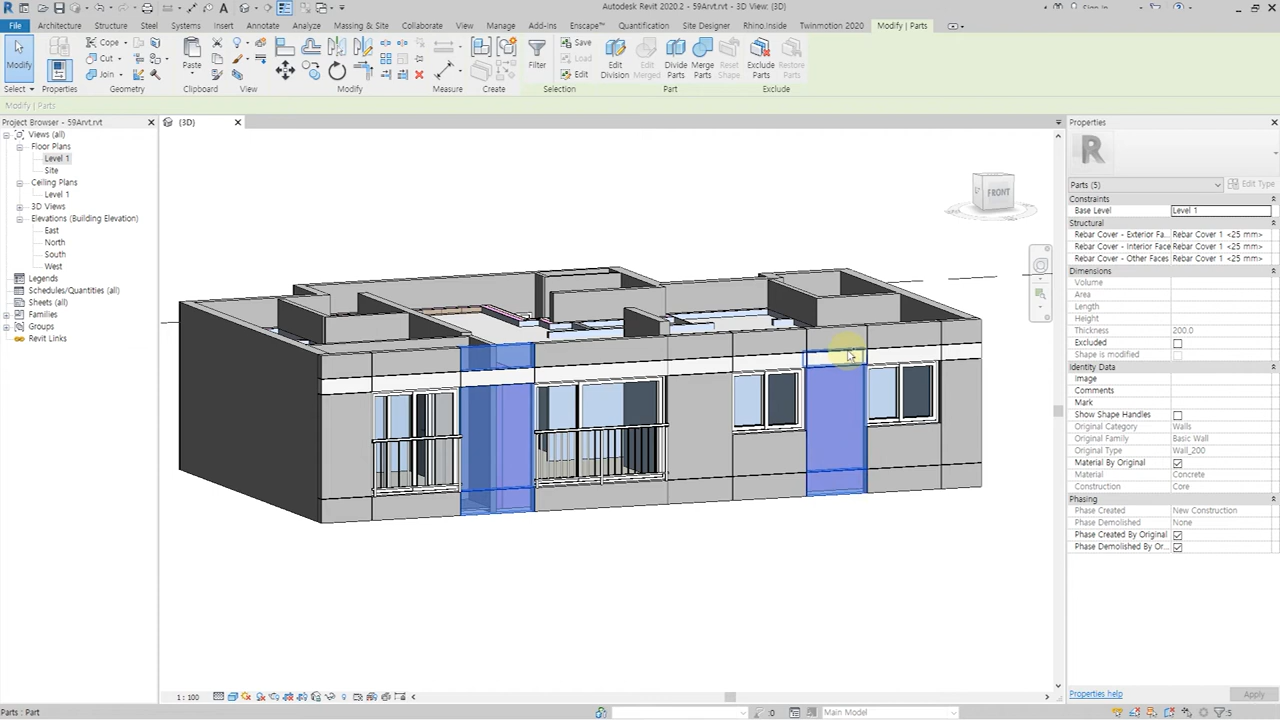 Autodesk Revit 2020.2 - 59Arvt.rvt - 3D View: {3D}
Sign In
File Architecture Structure Steel Systems Insert Annotate Analyze Massing & Site Collaborate View Manage Add-Ins Enscape™ Quantification Site Designer Rhino.Inside Twinmotion 2020 Modify | Parts
Modify
Properties
Cope
Cut
Join
Paste
Filter
Save
Load
Edit
Edit Division
Edit Merged
Divide Parts
Merge Parts
Reset Shape
Exclude Parts
Restore Parts
Select Properties Geometry Clipboard View Modify Measure Create Selection Part Exclude
Modify | Parts
Project Browser - 59Arvt.rvt
{3D}
Properties
Views (all)
Floor Plans
Level 1
Site
Ceiling Plans
Level 1
3D Views
Elevations (Building Elevation)
East
North
South
West
Legends
Schedules/Quantities (all)
Sheets (all)
Families
Groups
Revit Links
FRONT
R
Parts (5)
Edit Type
Constraints
Base Level Level 1
Structural
Rebar Cover - Exterior Fa... Rebar Cover 1 <25 mm>
Rebar Cover - Interior Face Rebar Cover 1 <25 mm>
Rebar Cover - Other Faces Rebar Cover 1 <25 mm>
Dimensions
Volume
Area
Length
Height
Thickness 200.0
Excluded
Shape is modified
Identity Data
Image
Comments
Mark
Show Shape Handles
Original Category Walls
Original Family Basic Wall
Original Type Wall_200
Material By Original
Material Concrete
Construction Core
Phasing
Phase Created New Construction
Phase Demolished None
Phase Created By Original
Phase Demolished By Or...
Properties help
Apply
1 : 100
Parts : Part
:0
Main Model
:5